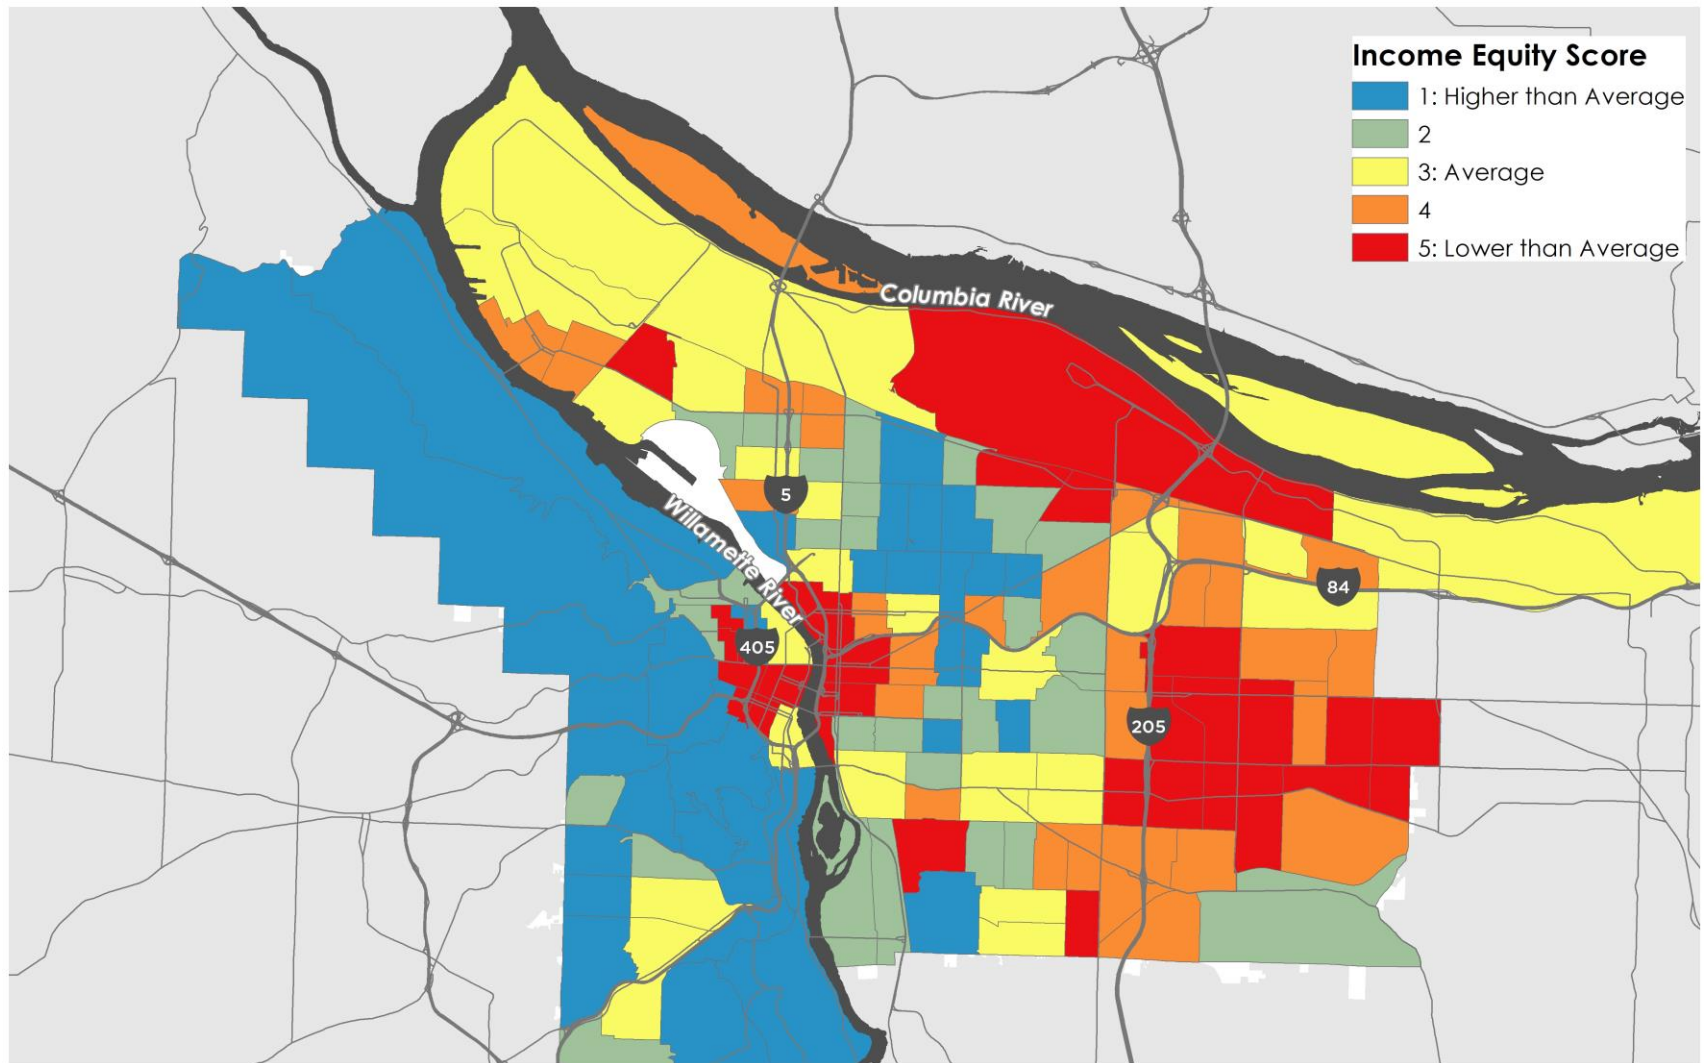 Income Equity Score
1: Higher than Average
2
3: Average
4
5: Lower than Average
Columbia River
5
Willamette River
84
405
205